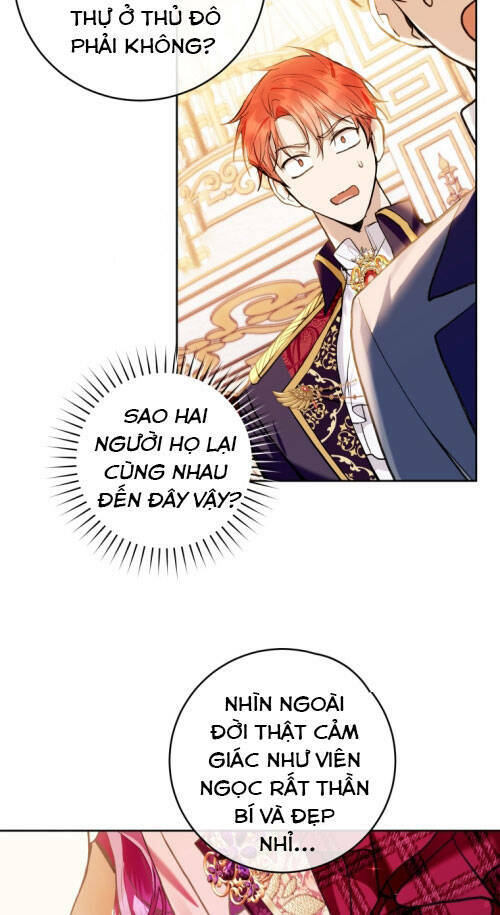 THỰ Ở THỦ ĐÔ
PHẢI KHÔNG?
SAO HAI
NGƯỜI HỌ LẠI
CÙNG NHAU
ĐẾN ĐÂY VẬY?
NHÌN NGOÀI
ĐỜI THẬT CẢM
GIÁC NHƯ VIÊN
NGỌC RẤT THẦN
BÍ VÀ ĐẸP
NHỈ...